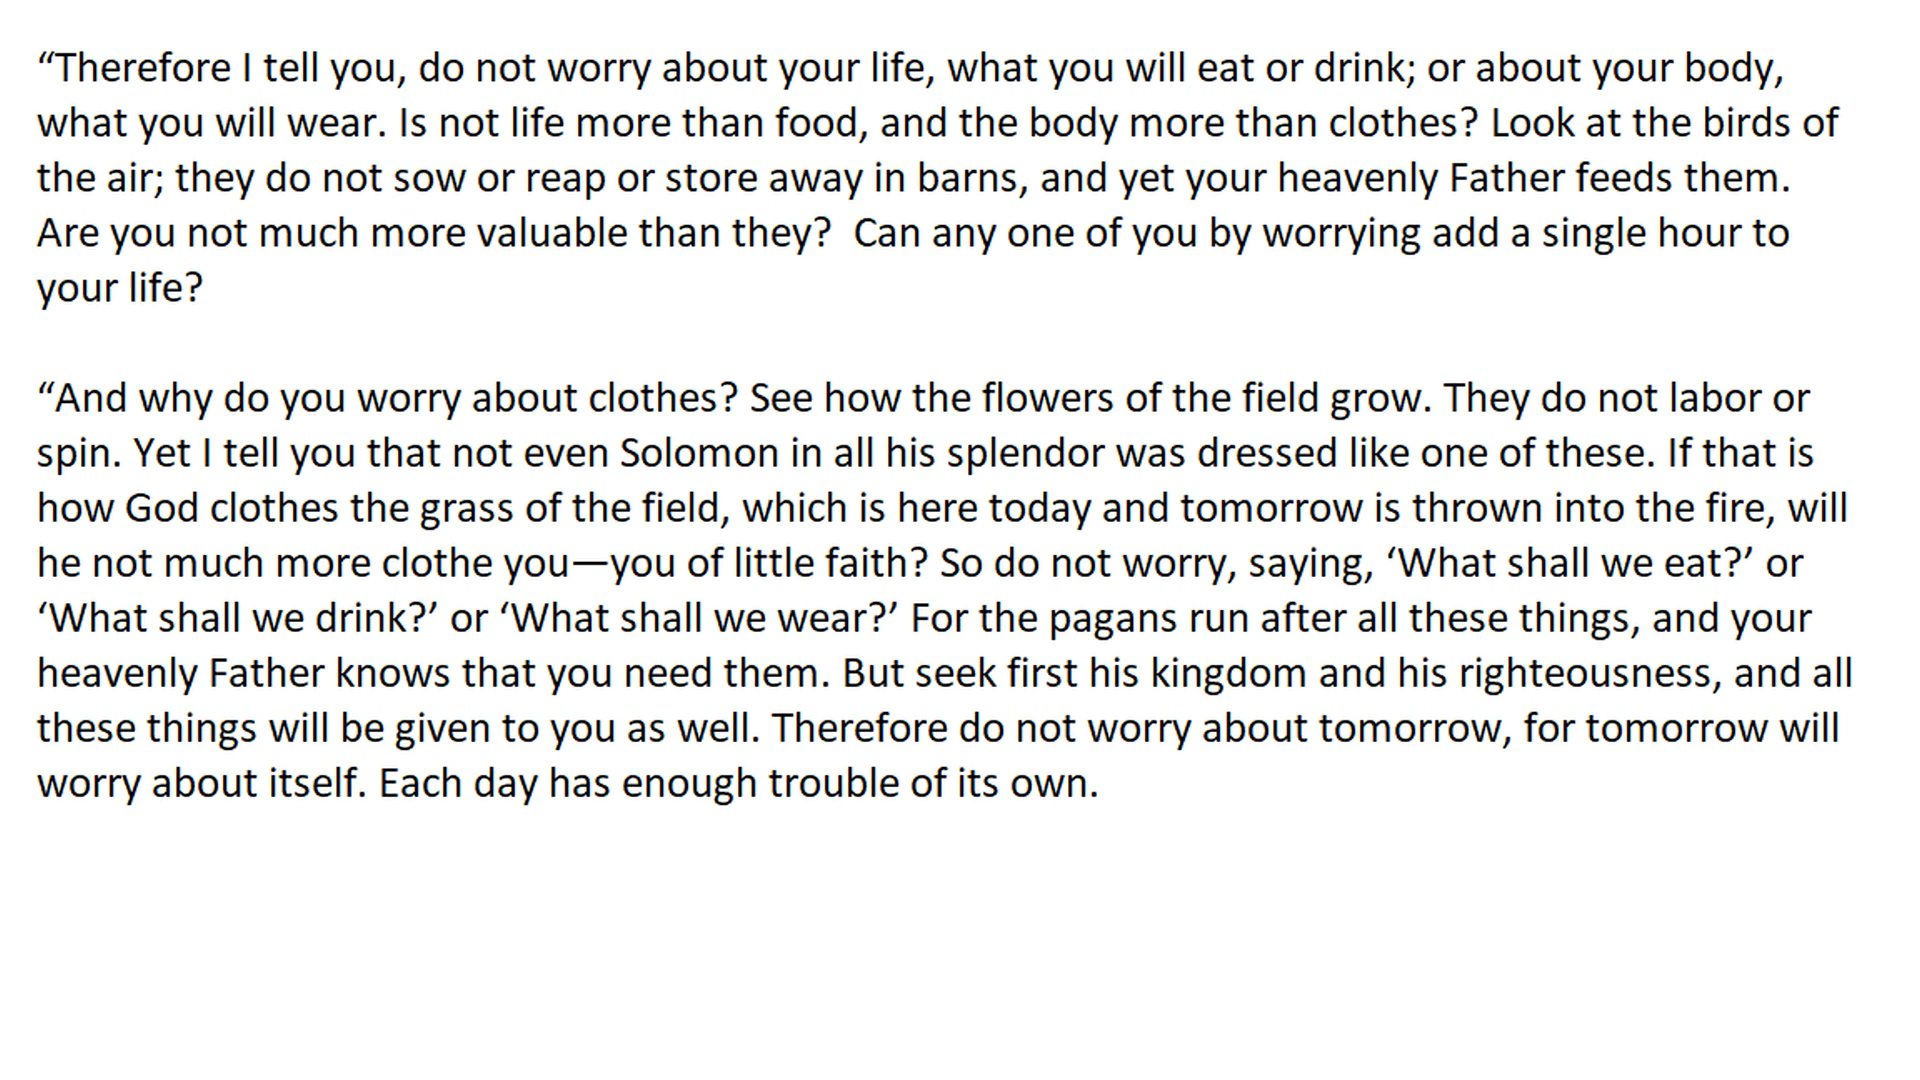 “Therefore I tell you, do not worry about your life, what you will eat or drink; or about your body,
what you will wear. Is not life more than food, and the body more than clothes? Look at the birds of
the air; they do not sow or reap or store away in barns, and yet your heavenly Father feeds them.
Are you not much more valuable than they?  Can any one of you by worrying add a single hour to
your life?
“And why do you worry about clothes? See how the flowers of the field grow. They do not labor or
spin. Yet I tell you that not even Solomon in all his splendor was dressed like one of these. If that is
how God clothes the grass of the field, which is here today and tomorrow is thrown into the fire, will
he not much more clothe you—you of little faith? So do not worry, saying, ‘What shall we eat?’ or
‘What shall we drink?’ or ‘What shall we wear?’ For the pagans run after all these things, and your
heavenly Father knows that you need them. But seek first his kingdom and his righteousness, and all
these things will be given to you as well. Therefore do not worry about tomorrow, for tomorrow will
worry about itself. Each day has enough trouble of its own.